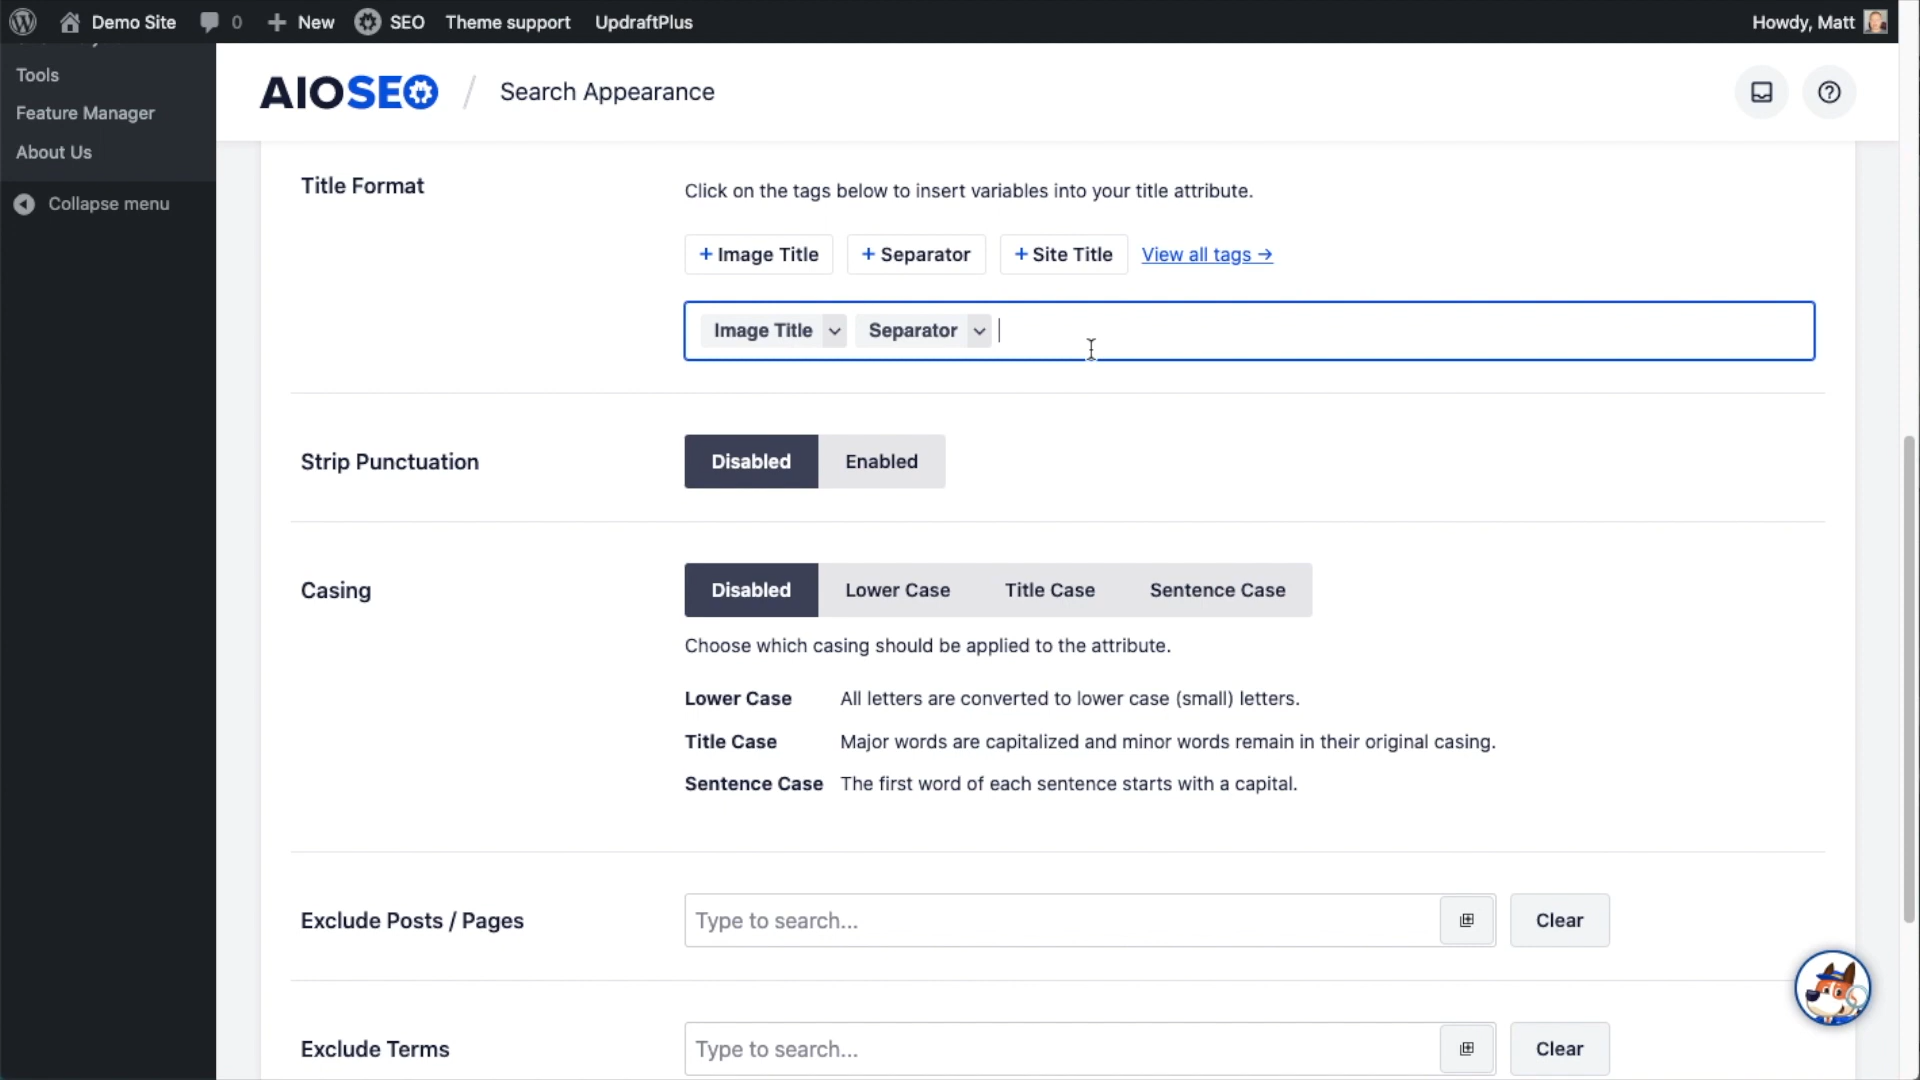 Demo Site 0 + New SEO Theme support UpdraftPlus Howdy, Matt
Tools
Feature Manager
About Us
Collapse menu
AIOSEO / Search Appearance
Title Format
Click on the tags below to insert variables into your title attribute.
+ Image Title + Separator + Site Title View all tags →
Image Title Separator
Strip Punctuation
Disabled Enabled
Casing
Disabled Lower Case Title Case Sentence Case
Choose which casing should be applied to the attribute.
Lower Case All letters are converted to lower case (small) letters.
Title Case Major words are capitalized and minor words remain in their original casing.
Sentence Case The first word of each sentence starts with a capital.
Exclude Posts / Pages
Type to search... Clear
Exclude Terms
Type to search... Clear